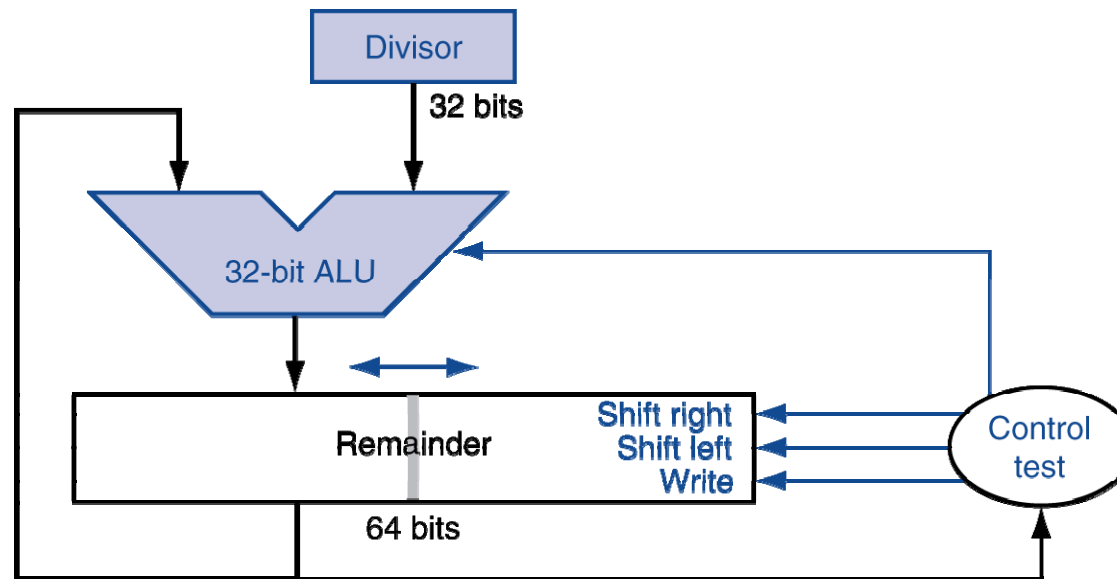 Divisor
32 bits
32-bit ALU
Remainder
Shift right
Shift left
Write
64 bits
Control
test